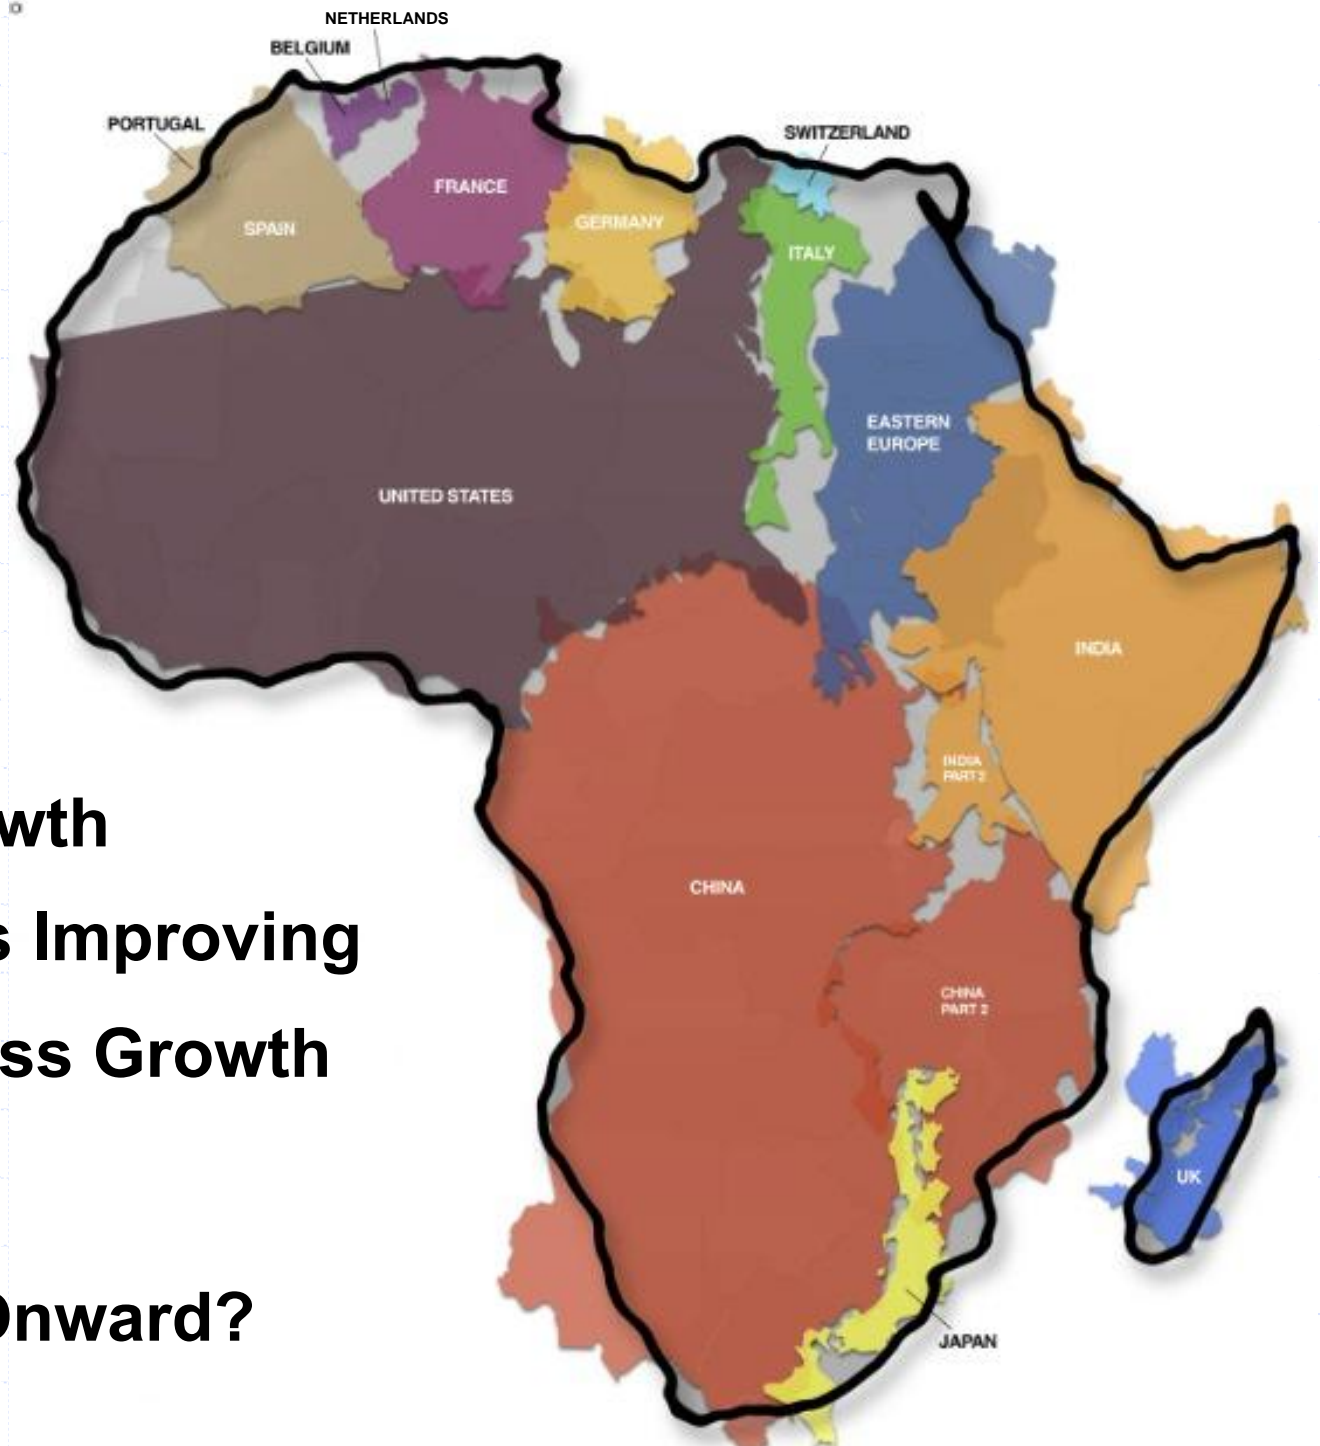 NETHERLANDS
BELGIUM
PORTUGAL
SWITZERLAND
FRANCE
SPAIN
GERMANY
ITALY
EASTERN
EUROPE
UNITED STATES
INDIA
INDIA
PART 2
wth
CHINA
s Improving
CHINA
PART 2
ss Growth
UK
Onward?
JAPAN